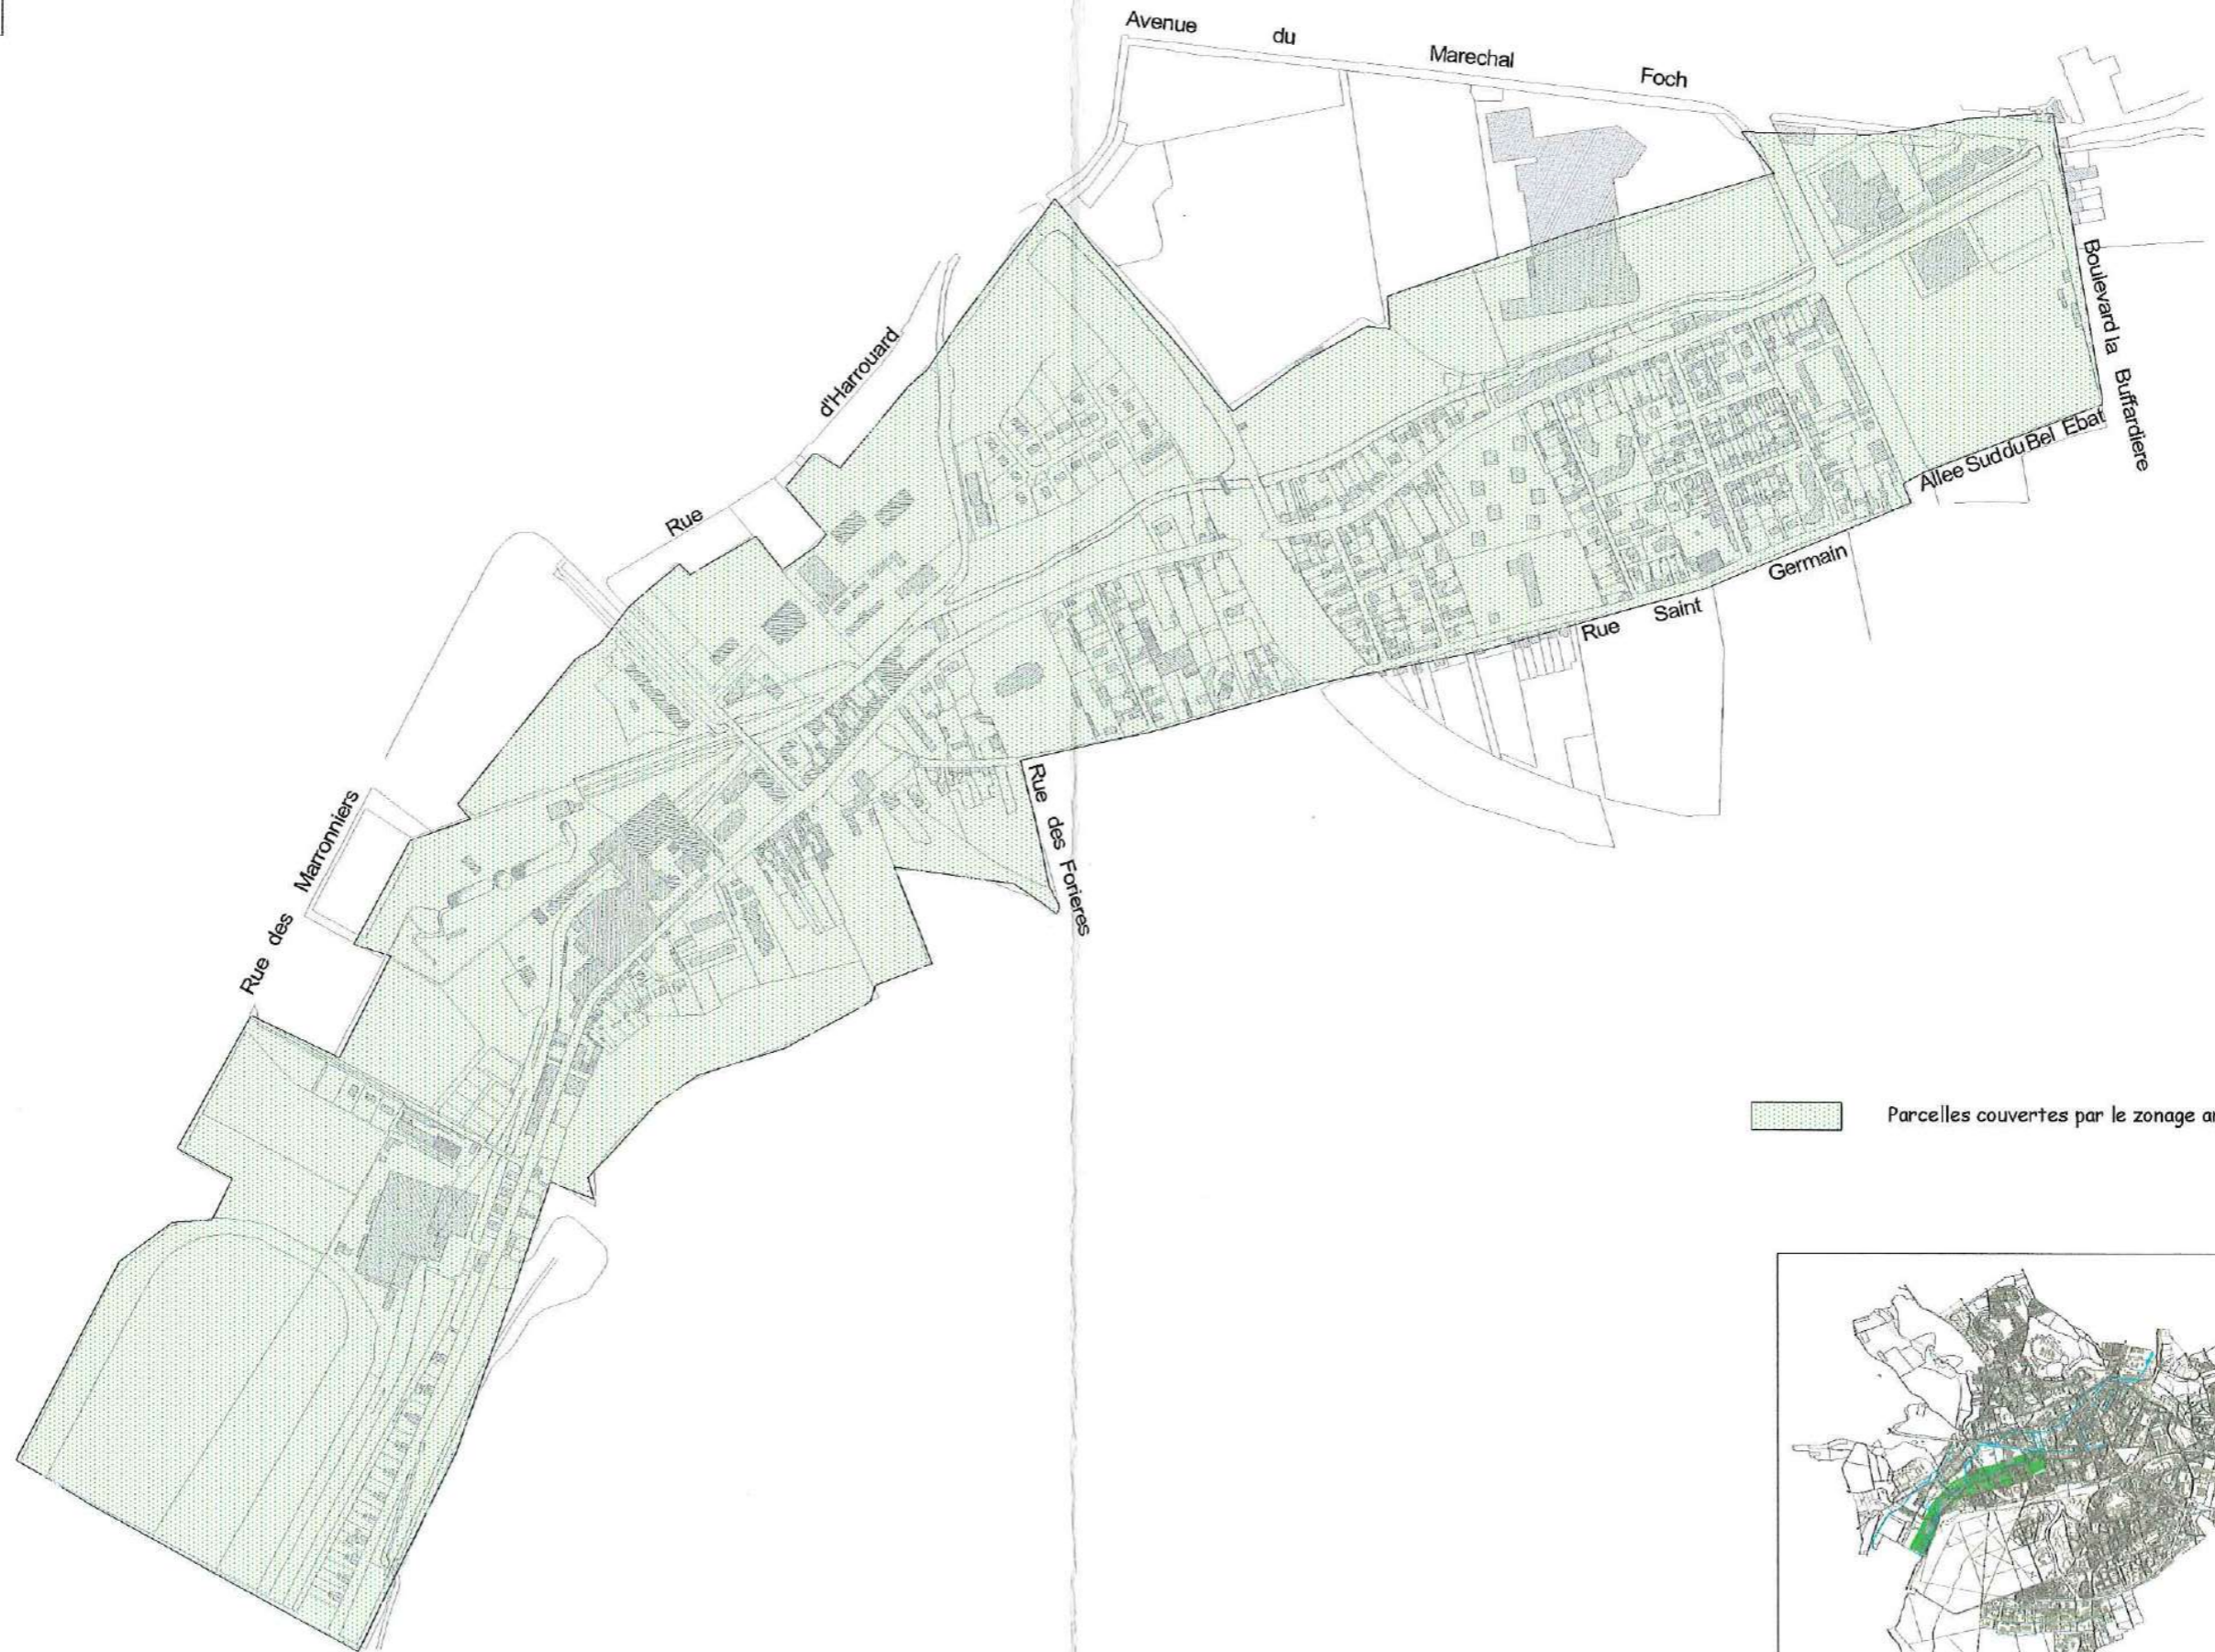 Avenue du Marechal Foch
Boulevard la Buffardiere
Rue d'Harrouard
Allee Sud du Bel Ebat
Rue Saint Germain
Rue des Forieres
Rue des Marronniers
Parcelles couvertes par le zonage